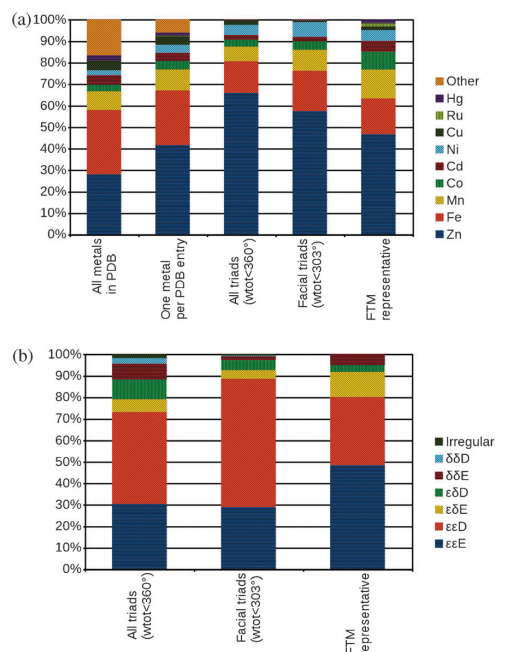 (a)
100%
90%
80%
70%
60%
50%
40%
30%
20%
10%
0%
All metals
in PDB
One metal
per PDB entry
All triads
(wtot<360°)
Facial triads
(wtot<303°)
FTM
representative
Other
Hg
Ru
Cu
Ni
Cd
Co
Mn
Fe
Zn
(b)
100%
90%
80%
70%
60%
50%
40%
30%
20%
10%
0%
All triads
(wtot<360°)
Facial triads
(wtot<303°)
FTM
representative
Irregular
δδD
δδE
εδD
εδE
εεD
εεE